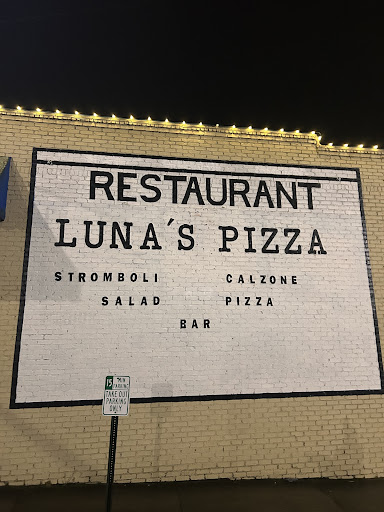 RESTAURANT
LUNA'S PIZZA
STROMBOLI CALZONE
SALAD PIZZA
BAR
15 MIN
PARKING
TAKE OUT
PARKING
ONLY